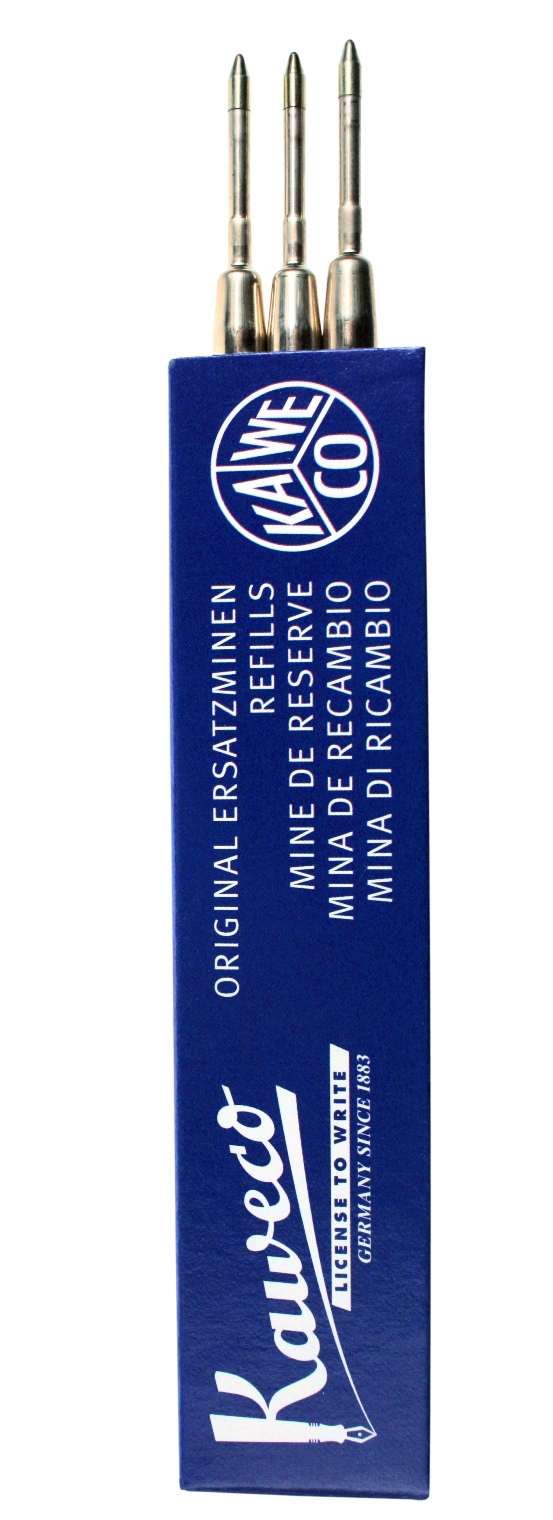 Kaweco
LICENSE TO WRITE
GERMANY SINCE 1883
ORIGINAL ERSATZMINEN
REFILLS
MINE DE RESERVE
MINA DE RECAMBIO
MINA DI RICAMBIO
KA WE
CO